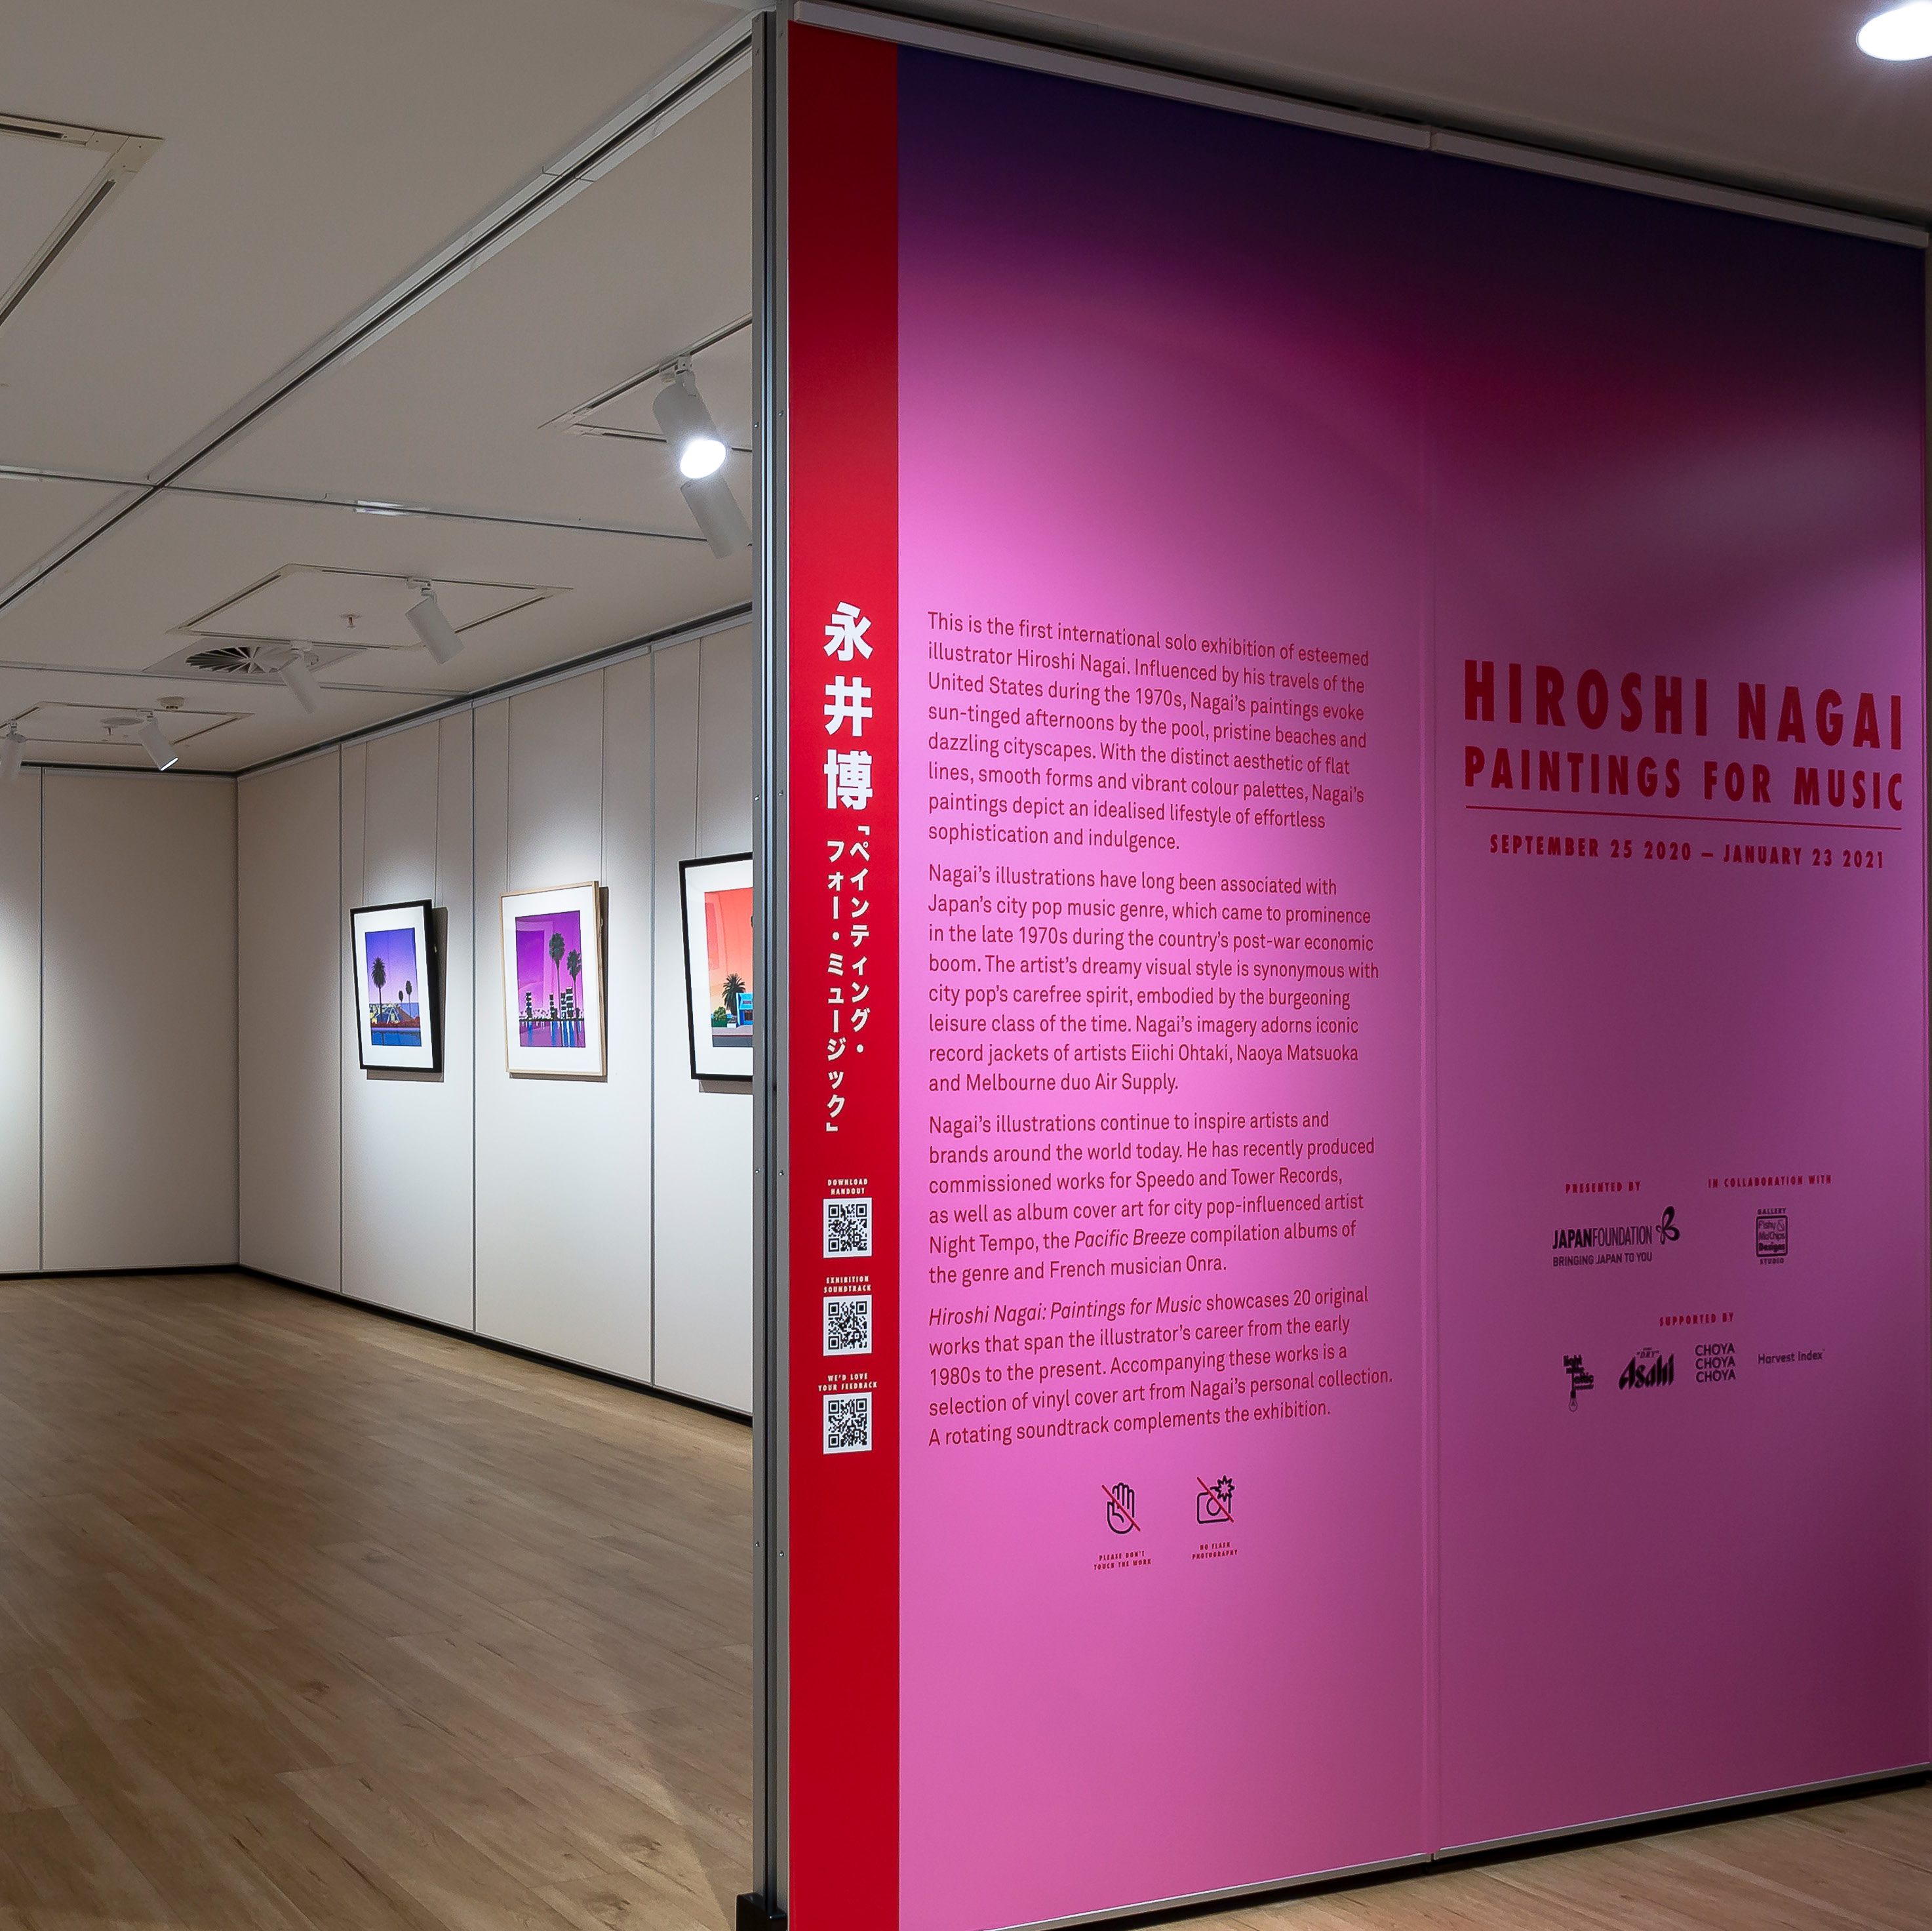 永井博
「ペインティング・
フォー・ミュージック」
DOWNLOAD
HANDOUT
EXHIBITION
SOUNDTRACK
WE'D LOVE
YOUR FEEDBACK
This is the first international solo exhibition of esteemed
illustrator Hiroshi Nagai. Influenced by his travels of the
United States during the 1970s, Nagai's paintings evoke
sun-tinged afternoons by the pool, pristine beaches and
dazzling cityscapes. With the distinct aesthetic of flat
lines, smooth forms and vibrant colour palettes, Nagai's
paintings depict an idealised lifestyle of effortless
sophistication and indulgence.
Nagai's illustrations have long been associated with
Japan's city pop music genre, which came to prominence
in the late 1970s during the country's post-war economic
boom. The artist's dreamy visual style is synonymous with
city pop's carefree spirit, embodied by the burgeoning
leisure class of the time. Nagai's imagery adorns iconic
record jackets of artists Eiichi Ohtaki, Naoya Matsuoka
and Melbourne duo Air Supply.
Nagai's illustrations continue to inspire artists and
brands around the world today. He has recently produced
commissioned works for Speedo and Tower Records,
as well as album cover art for city pop-influenced artist
Night Tempo, the Pacific Breeze compilation albums of
the genre and French musician Onra.
Hiroshi Nagai: Paintings for Music showcases 20 original
works that span the illustrator's career from the early
1980s to the present. Accompanying these works is a
selection of vinyl cover art from Nagai's personal collection.
A rotating soundtrack complements the exhibition.
PLEASE DON'T
TOUCH THE WORK
NO FLASH
PHOTOGRAPHY
HIROSHI NAGAI
PAINTINGS FOR MUSIC
SEPTEMBER 25 2020 — JANUARY 23 2021
PRESENTED BY
JAPANFOUNDATION
BRINGING JAPAN TO YOU
IN COLLABORATION WITH
GALLERY
Designs
STUDIO
SUPPORTED BY
Asahi
CHOYA
CHOYA
CHOYA
Harvest Index